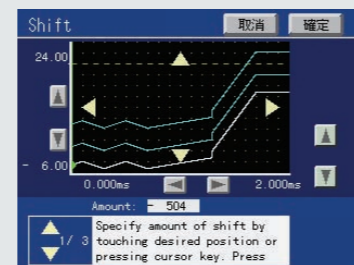 Shift 取消 確定
24.00
- 6.00
0.000ms 2.000ms
Amount: - 504
1/ 3
Specify amount of shift by
touching desired position or
pressing cursor key. Press